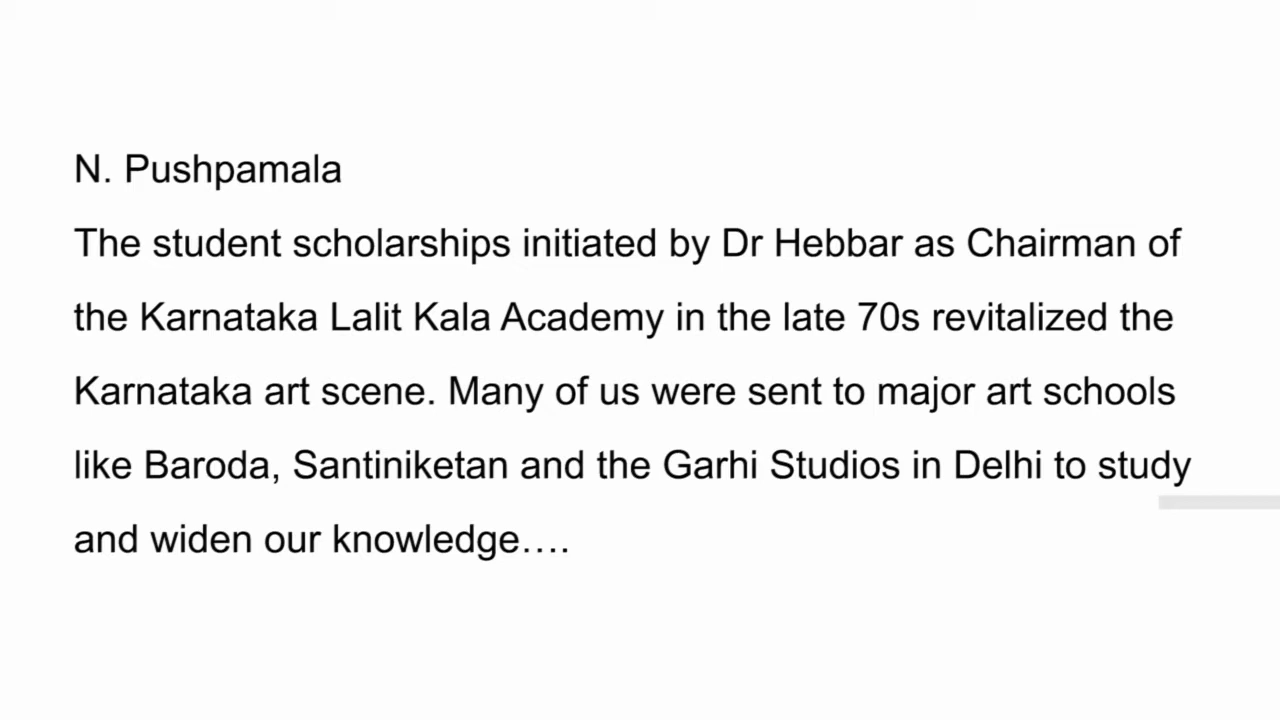 N. Pushpamala
The student scholarships initiated by Dr Hebbar as Chairman of
the Karnataka Lalit Kala Academy in the late 70s revitalized the
Karnataka art scene. Many of us were sent to major art schools
like Baroda, Santiniketan and the Garhi Studios in Delhi to study
and widen our knowledge….